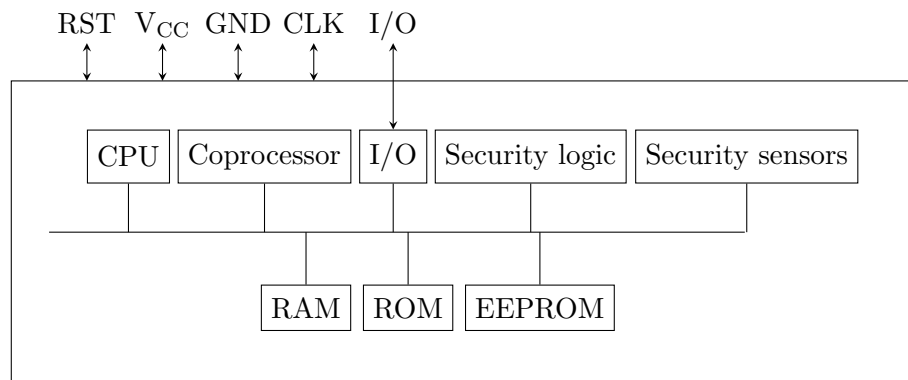 RST V_CC GND CLK I/O
CPU Coprocessor I/O Security logic Security sensors
RAM ROM EEPROM